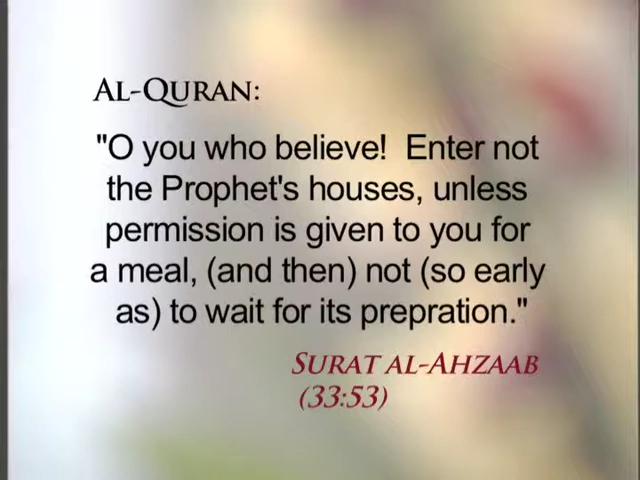 AL-QURAN:
"O you who believe!  Enter not
the Prophet's houses, unless
permission is given to you for
a meal, (and then) not (so early
as) to wait for its prepration."
SURAT AL-AHZAAB
(33:53)